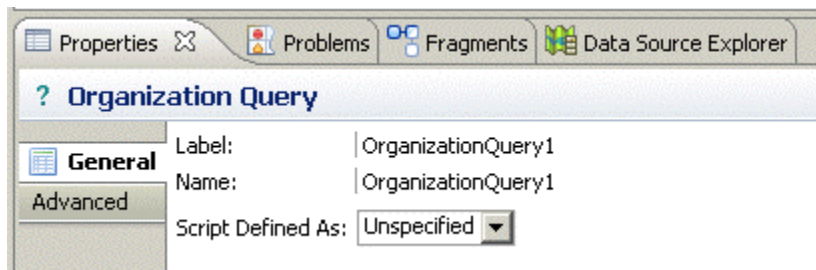 Properties Problems Fragments Data Source Explorer
? Organization Query
General
Advanced
Label: OrganizationQuery1
Name: OrganizationQuery1
Script Defined As: Unspecified